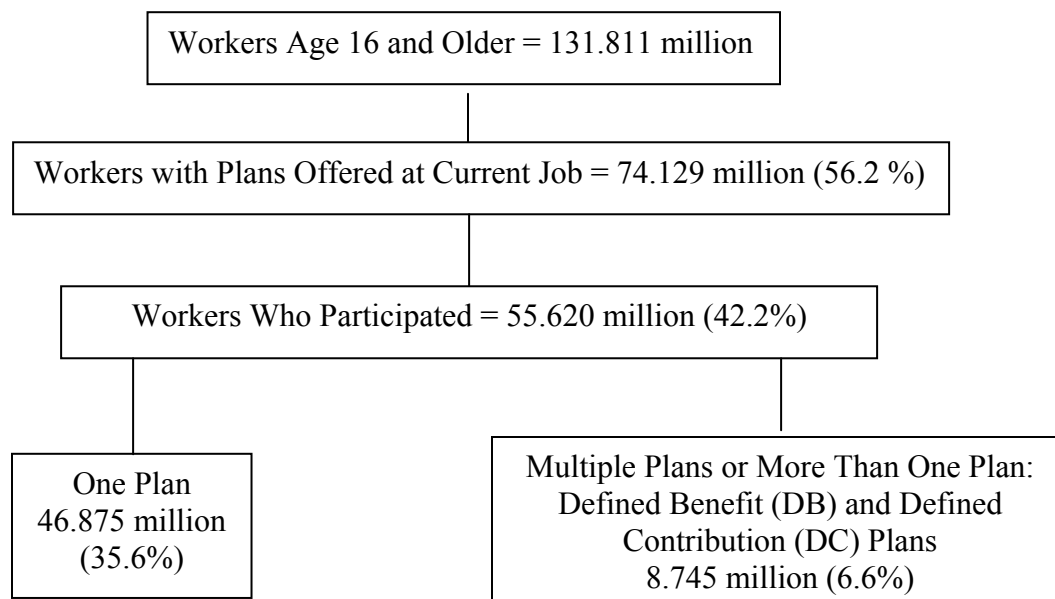 Workers Age 16 and Older = 131.811 million
Workers with Plans Offered at Current Job = 74.129 million (56.2 %)
Workers Who Participated = 55.620 million (42.2%)
One Plan
46.875 million
(35.6%)
Multiple Plans or More Than One Plan:
Defined Benefit (DB) and Defined
Contribution (DC) Plans
8.745 million (6.6%)